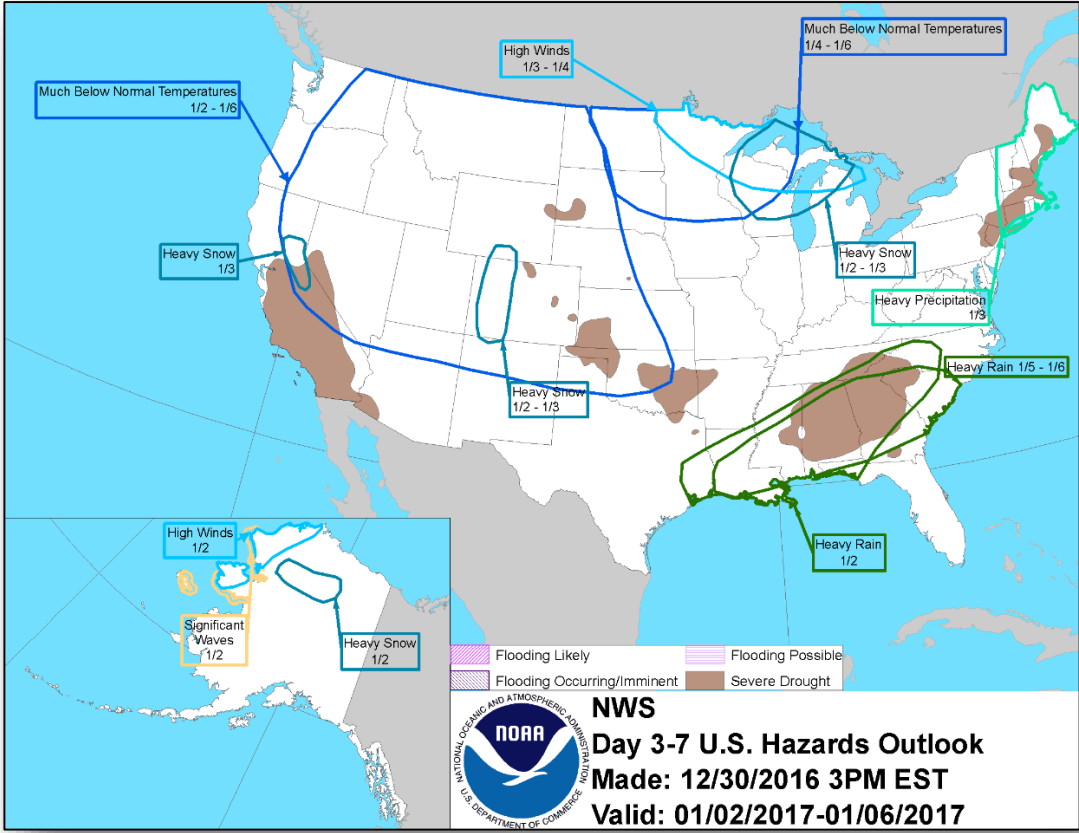 Much Below Normal Temperatures
1/4 - 1/6
High Winds
1/3 - 1/4
Much Below Normal Temperatures
1/2 - 1/6
Heavy Snow
1/3
Heavy Snow
1/2 - 1/3
Heavy Precipitation
1/3
Heavy Rain 1/5 - 1/6
Heavy Snow
1/2 - 1/3
Heavy Rain
1/2
High Winds
1/2
Significant
Waves
1/2
Heavy Snow
1/2
Flooding Likely
Flooding Possible
Flooding Occurring/Imminent
Severe Drought
NATIONAL OCEANIC AND ATMOSPHERIC ADMINISTRATION
NOAA
U.S. DEPARTMENT OF COMMERCE
NWS
Day 3-7 U.S. Hazards Outlook
Made: 12/30/2016 3PM EST
Valid: 01/02/2017-01/06/2017